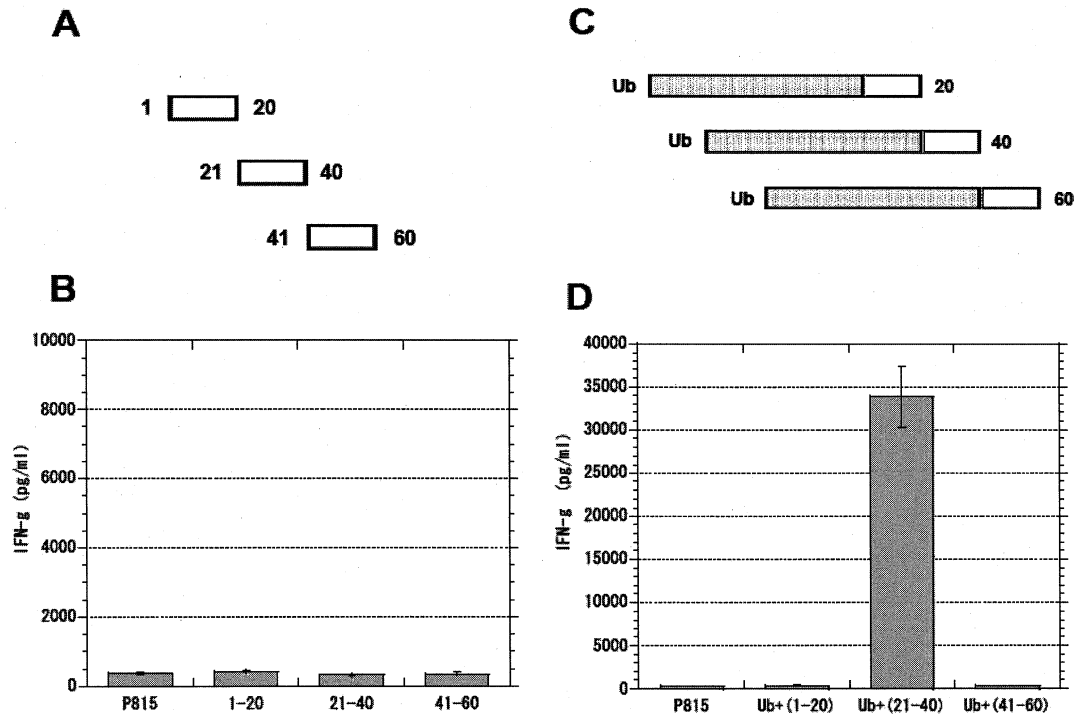 A
1 20
21 40
41 60
B
10000
8000
6000
4000
2000
0
IFN-g (pg/ml)
P815 1-20 21-40 41-60
C
Ub 20
Ub 40
Ub 60
D
40000
35000
30000
25000
20000
15000
10000
5000
0
IFN-g (pg/ml)
P815 Ub+(1-20) Ub+(21-40) Ub+(41-60)